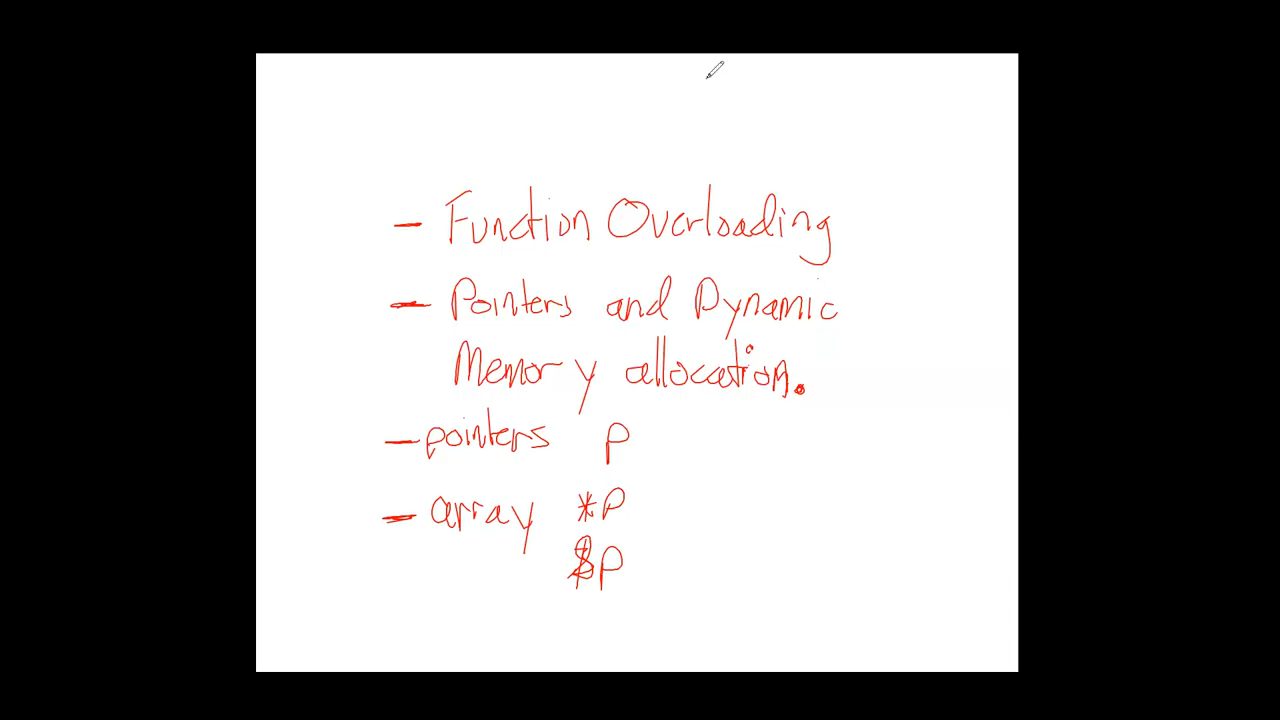 - Function Overloading
- Pointers and Dynamic
Memory allocation.
- pointers P
- array *P
&P